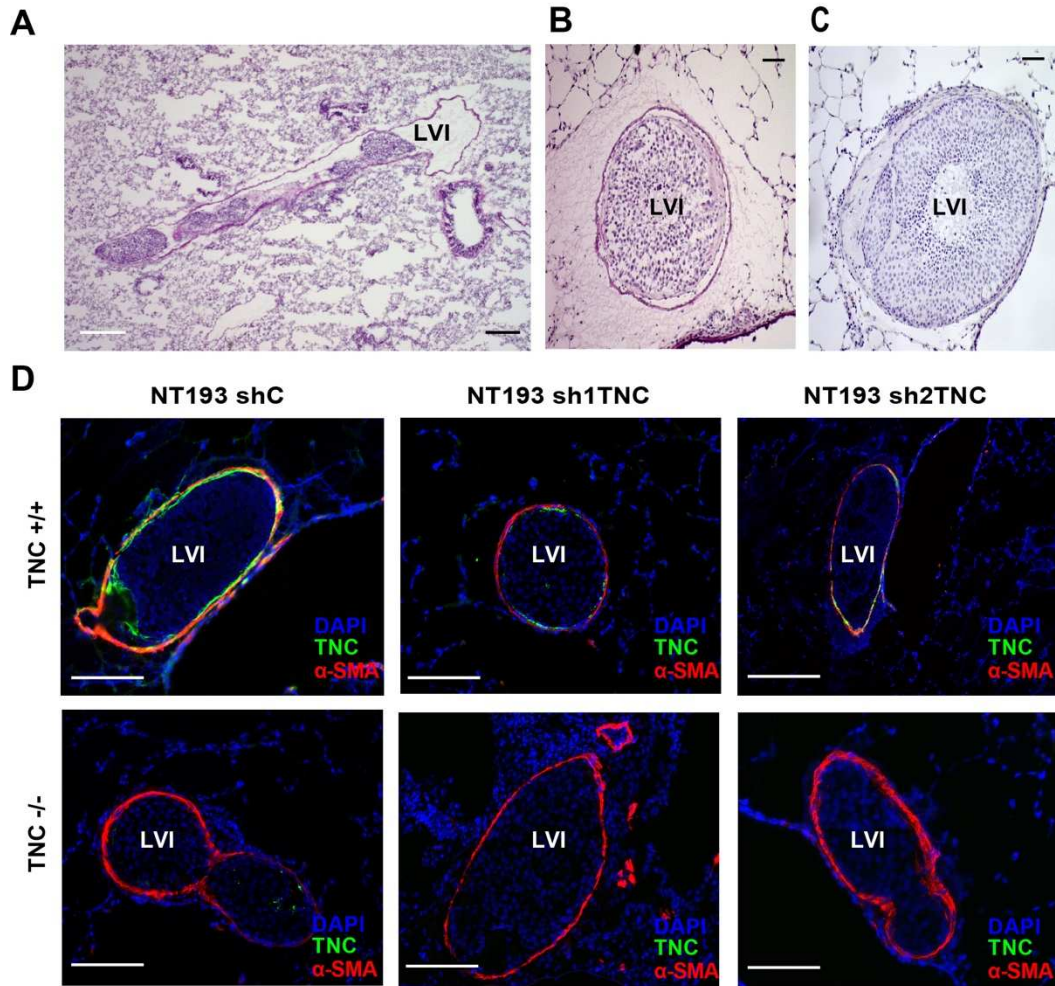 A
B
C
LVI
LVI
LVI
D
NT193 shC
NT193 sh1TNC
NT193 sh2TNC
TNC +/+
LVI
DAPI
TNC
α-SMA
LVI
DAPI
TNC
α-SMA
LVI
DAPI
TNC
α-SMA
TNC -/-
LVI
DAPI
TNC
α-SMA
LVI
DAPI
TNC
α-SMA
LVI
DAPI
TNC
α-SMA